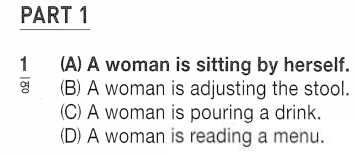 PART 1
1 (A) A woman is sitting by herself.
영 (B) A woman is adjusting the stool.
(C) A woman is pouring a drink.
(D) A woman is reading a menu.